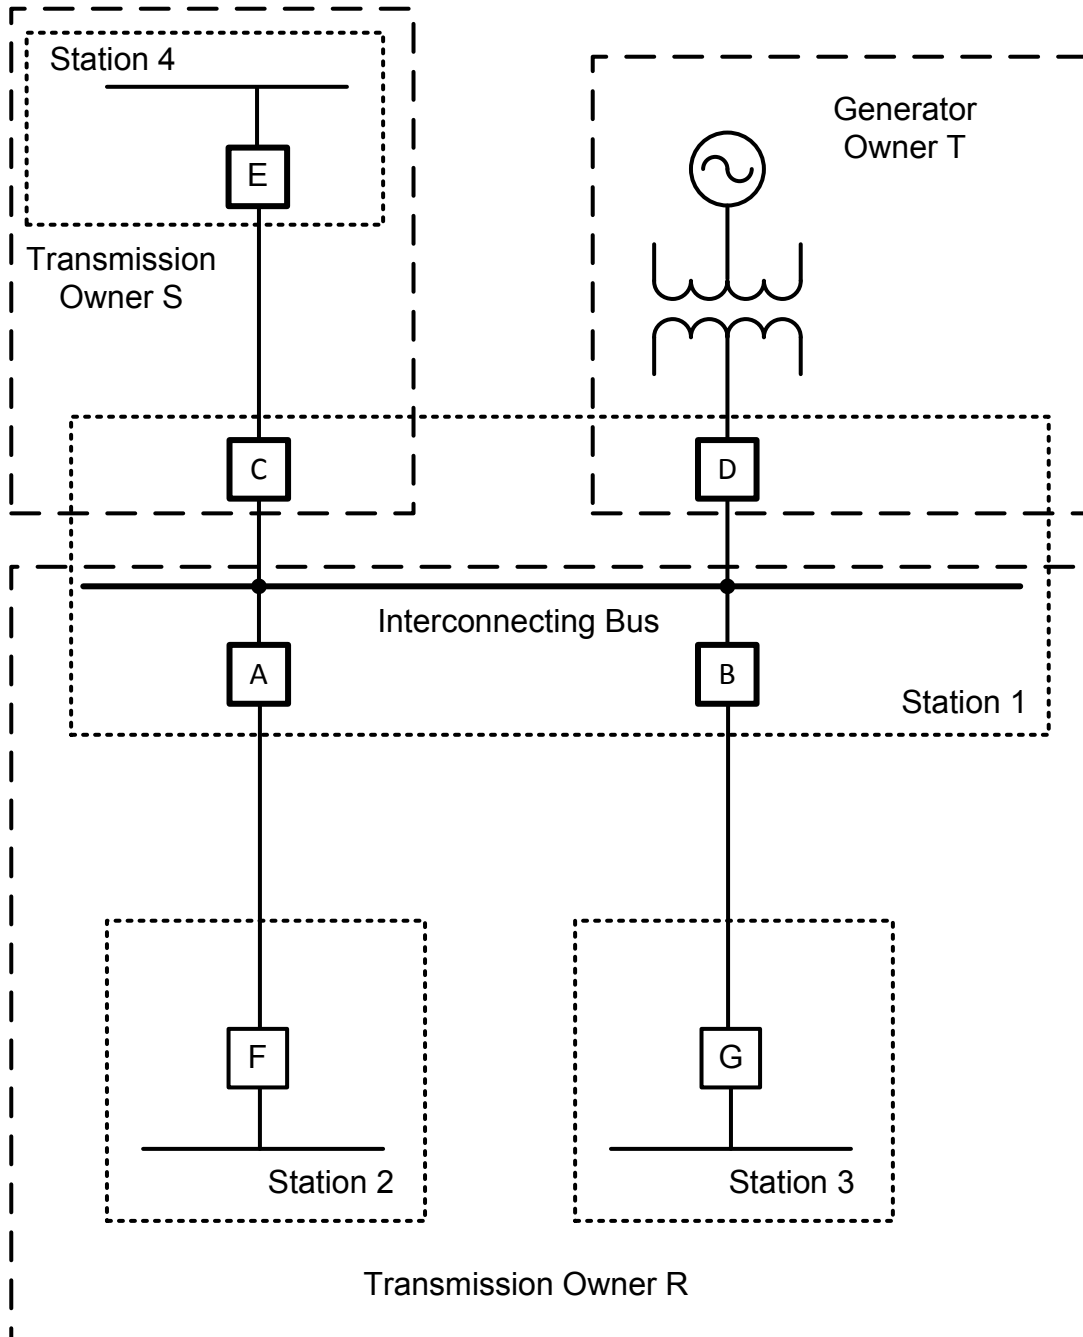 Station 4
E
Transmission
Owner S
Generator
Owner T
C
D
Interconnecting Bus
A
B
Station 1
F
G
Station 2
Station 3
Transmission Owner R